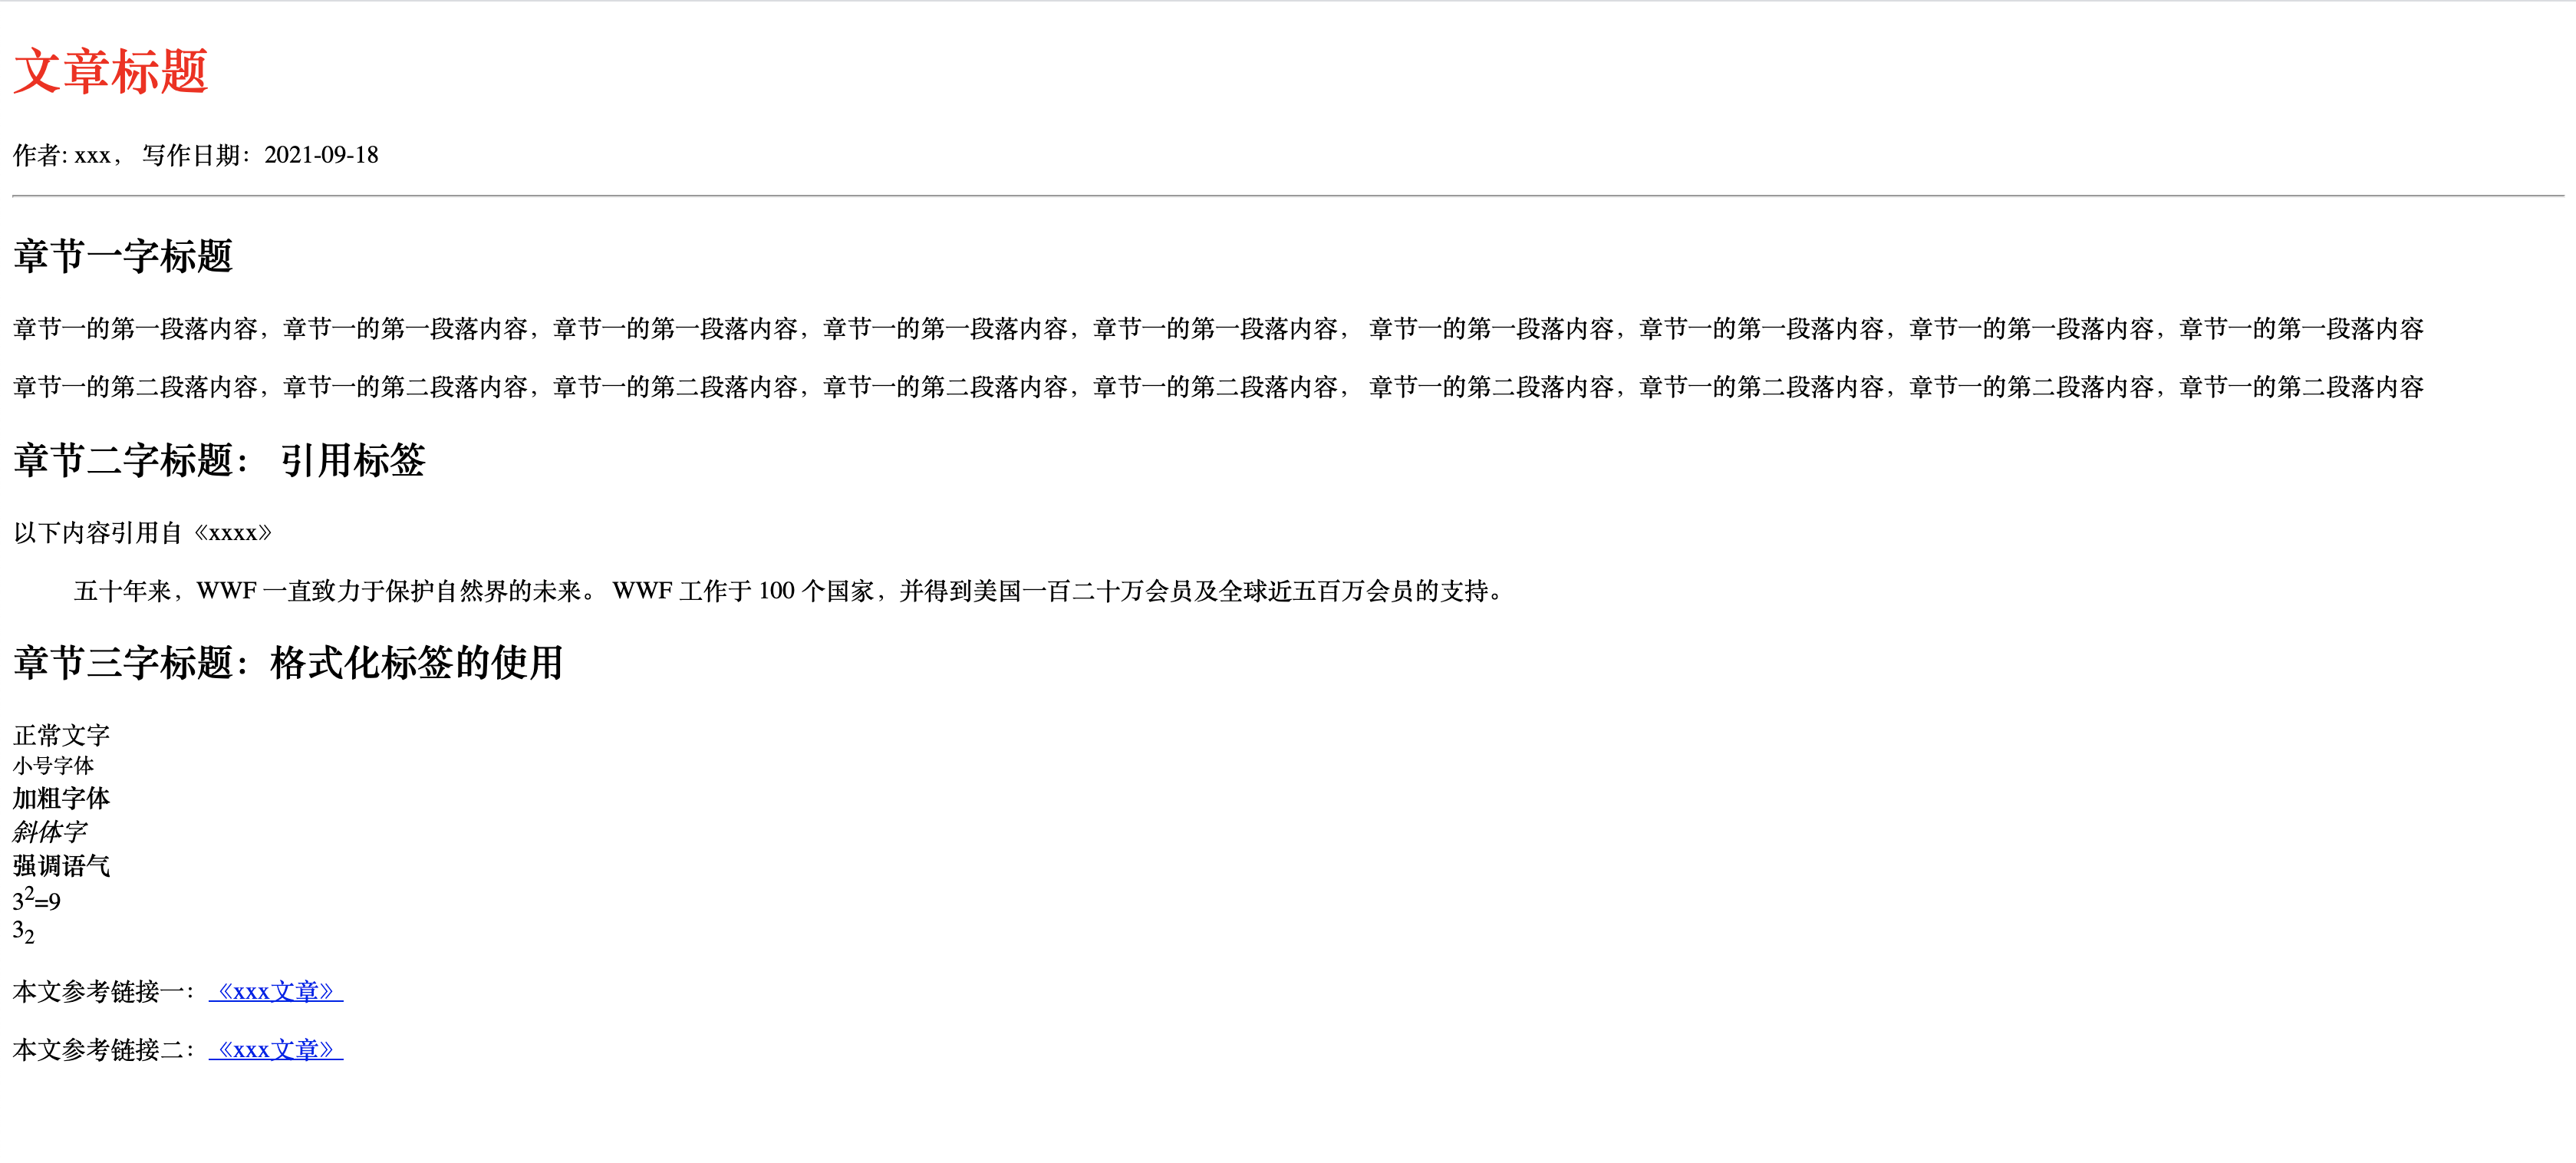 文章标题
作者: xxx， 写作日期：2021-09-18
章节一字标题
章节一的第一段落内容，章节一的第一段落内容，章节一的第一段落内容，章节一的第一段落内容，章节一的第一段落内容， 章节一的第一段落内容，章节一的第一段落内容，章节一的第一段落内容，章节一的第一段落内容
章节一的第二段落内容，章节一的第二段落内容，章节一的第二段落内容，章节一的第二段落内容，章节一的第二段落内容， 章节一的第二段落内容，章节一的第二段落内容，章节一的第二段落内容，章节一的第二段落内容
章节二字标题： 引用标签
以下内容引用自《xxxx》
五十年来，WWF 一直致力于保护自然界的未来。 WWF 工作于 100 个国家，并得到美国一百二十万会员及全球近五百万会员的支持。
章节三字标题：格式化标签的使用
正常文字
小号字体
加粗字体
斜体字
强调语气
3²=9
3₂
本文参考链接一：《xxx文章》
本文参考链接二：《xxx文章》